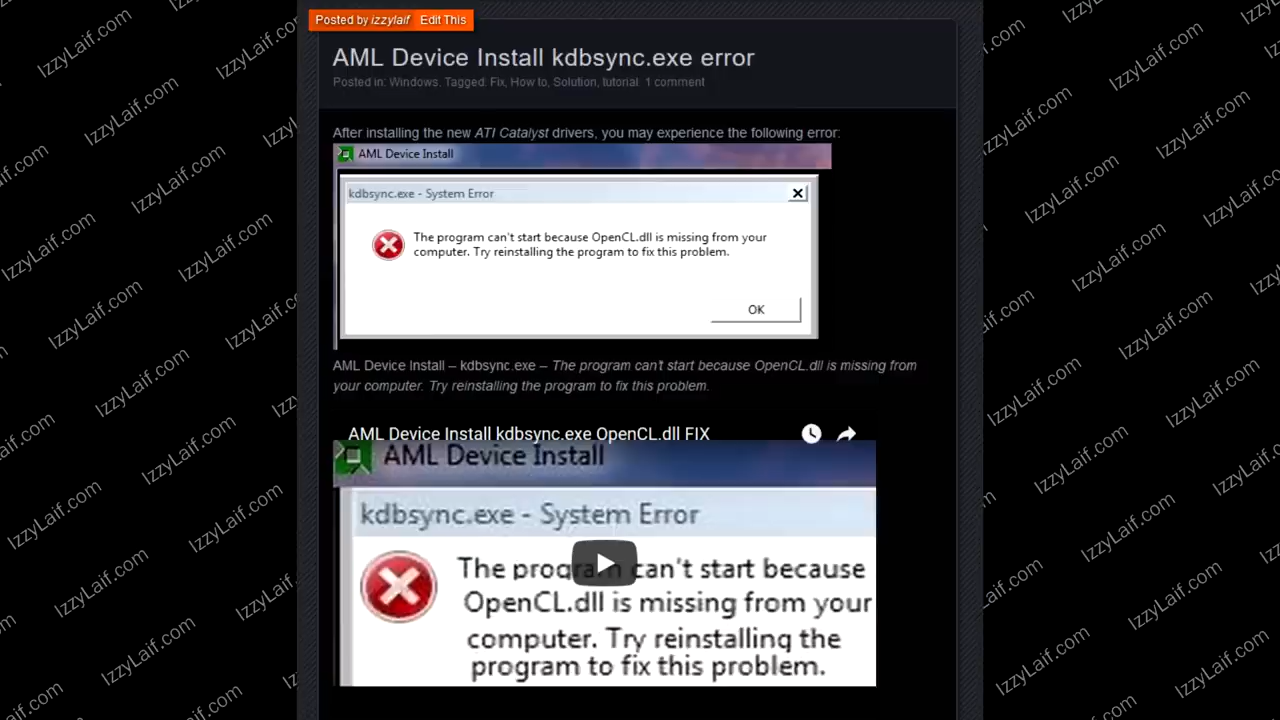 Posted by izzylaif Edit This
AML Device Install kdbsync.exe error
Posted in: Windows. Tagged: Fix, How to, Solution, tutorial. 1 comment
After installing the new ATI Catalyst drivers, you may experience the following error:
AML Device Install
kdbsync.exe - System Error
The program can't start because OpenCL.dll is missing from your
computer. Try reinstalling the program to fix this problem.
OK
AML Device Install – kdbsync.exe – The program can't start because OpenCL.dll is missing from
your computer. Try reinstalling the program to fix this problem.
AML Device Install kdbsync.exe OpenCL.dll FIX
AML Device Install
kdbsync.exe - System Error
The program can't start because
OpenCL.dll is missing from your
computer. Try reinstalling the
program to fix this problem.
IzzyLaif.com